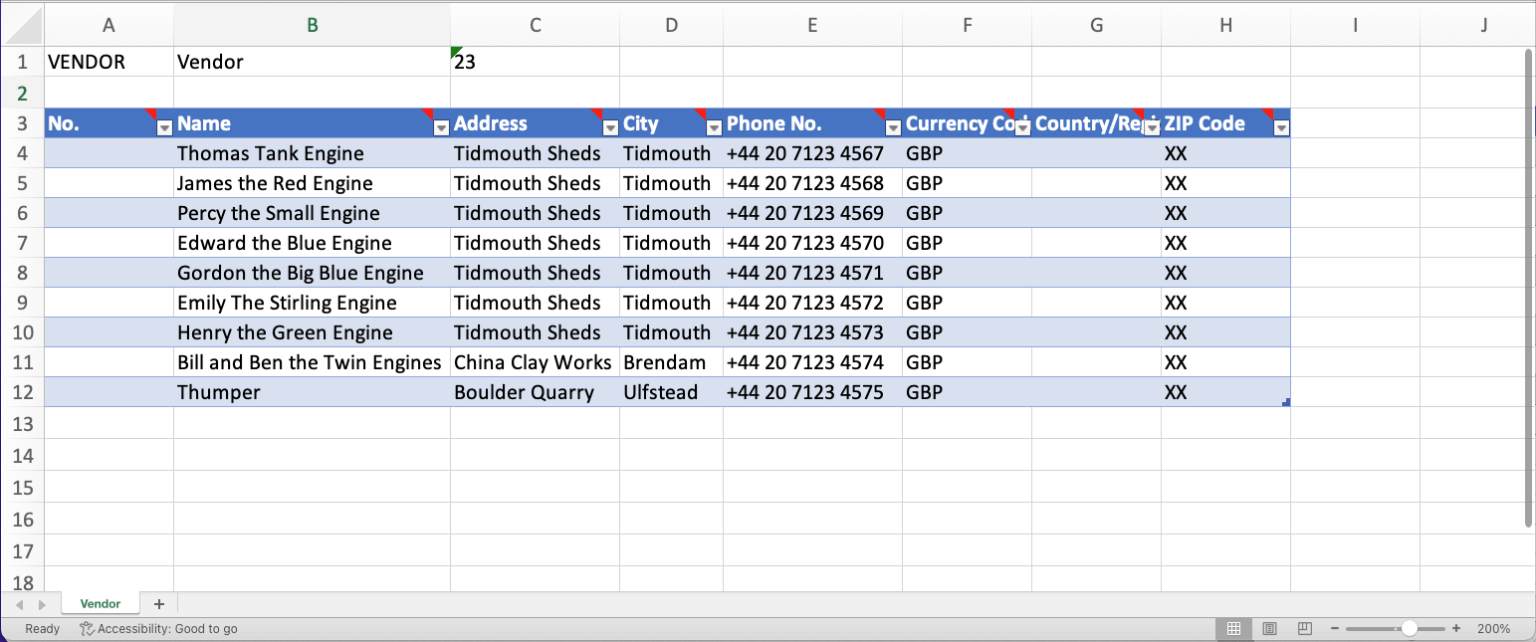 A B C D E F G H I J
1 VENDOR Vendor 23
2
3 No. Name Address City Phone No. Currency Cod Country/Regi ZIP Code
4 Thomas Tank Engine Tidmouth Sheds Tidmouth +44 20 7123 4567 GBP XX
5 James the Red Engine Tidmouth Sheds Tidmouth +44 20 7123 4568 GBP XX
6 Percy the Small Engine Tidmouth Sheds Tidmouth +44 20 7123 4569 GBP XX
7 Edward the Blue Engine Tidmouth Sheds Tidmouth +44 20 7123 4570 GBP XX
8 Gordon the Big Blue Engine Tidmouth Sheds Tidmouth +44 20 7123 4571 GBP XX
9 Emily The Stirling Engine Tidmouth Sheds Tidmouth +44 20 7123 4572 GBP XX
10 Henry the Green Engine Tidmouth Sheds Tidmouth +44 20 7123 4573 GBP XX
11 Bill and Ben the Twin Engines China Clay Works Brendam +44 20 7123 4574 GBP XX
12 Thumper Boulder Quarry Ulfstead +44 20 7123 4575 GBP XX
13
14
15
16
17
18
Vendor +
Ready Accessibility: Good to go − + 200%